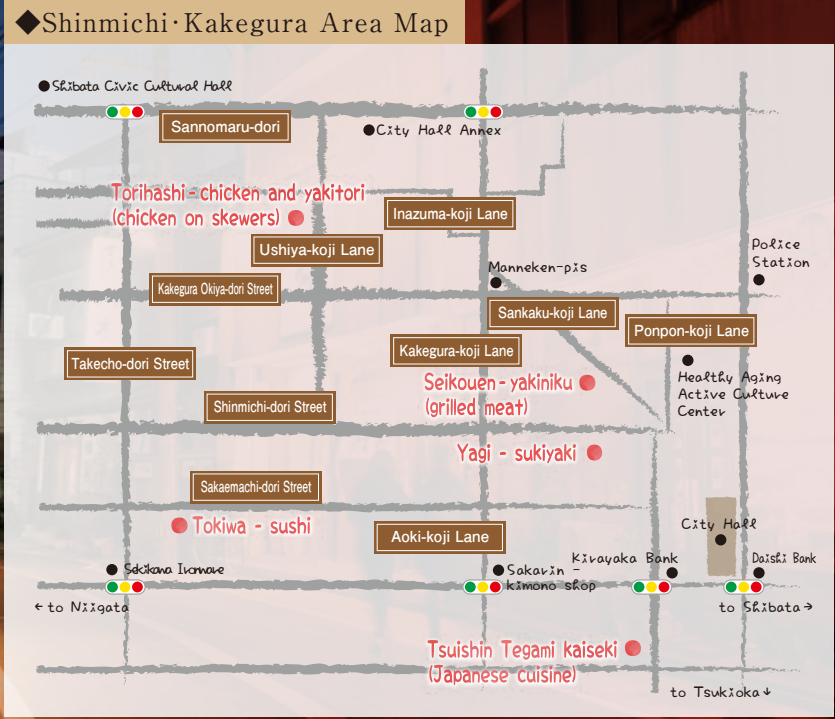 ◆Shinmichi·Kakegura Area Map
Shibata Civic Cultural Hall
Sannomaru-dori
City Hall Annex
Torihashi - chicken and yakitori
(chicken on skewers)
Inazuma-koji Lane
Ushiya-koji Lane
Police
Station
Manneken-pis
Kakegura Okiya-dori Street
Sankaku-koji Lane
Ponpon-koji Lane
Takecho-dori Street
Kakegura-koji Lane
Healthy Aging
Active Culture
Center
Seikouen - yakiniku
(grilled meat)
Shinmichi-dori Street
Yagi - sukiyaki
Sakaemachi-dori Street
Tokiwa - sushi
City Hall
Aoki-koji Lane
Sekikana Ironware
Sakarin -
kimono shop
Kirayaka Bank
Daishi Bank
← to Niigata
to Shibata →
Tsuishin Tegami kaiseki
(Japanese cuisine)
to Tsukioka ↓